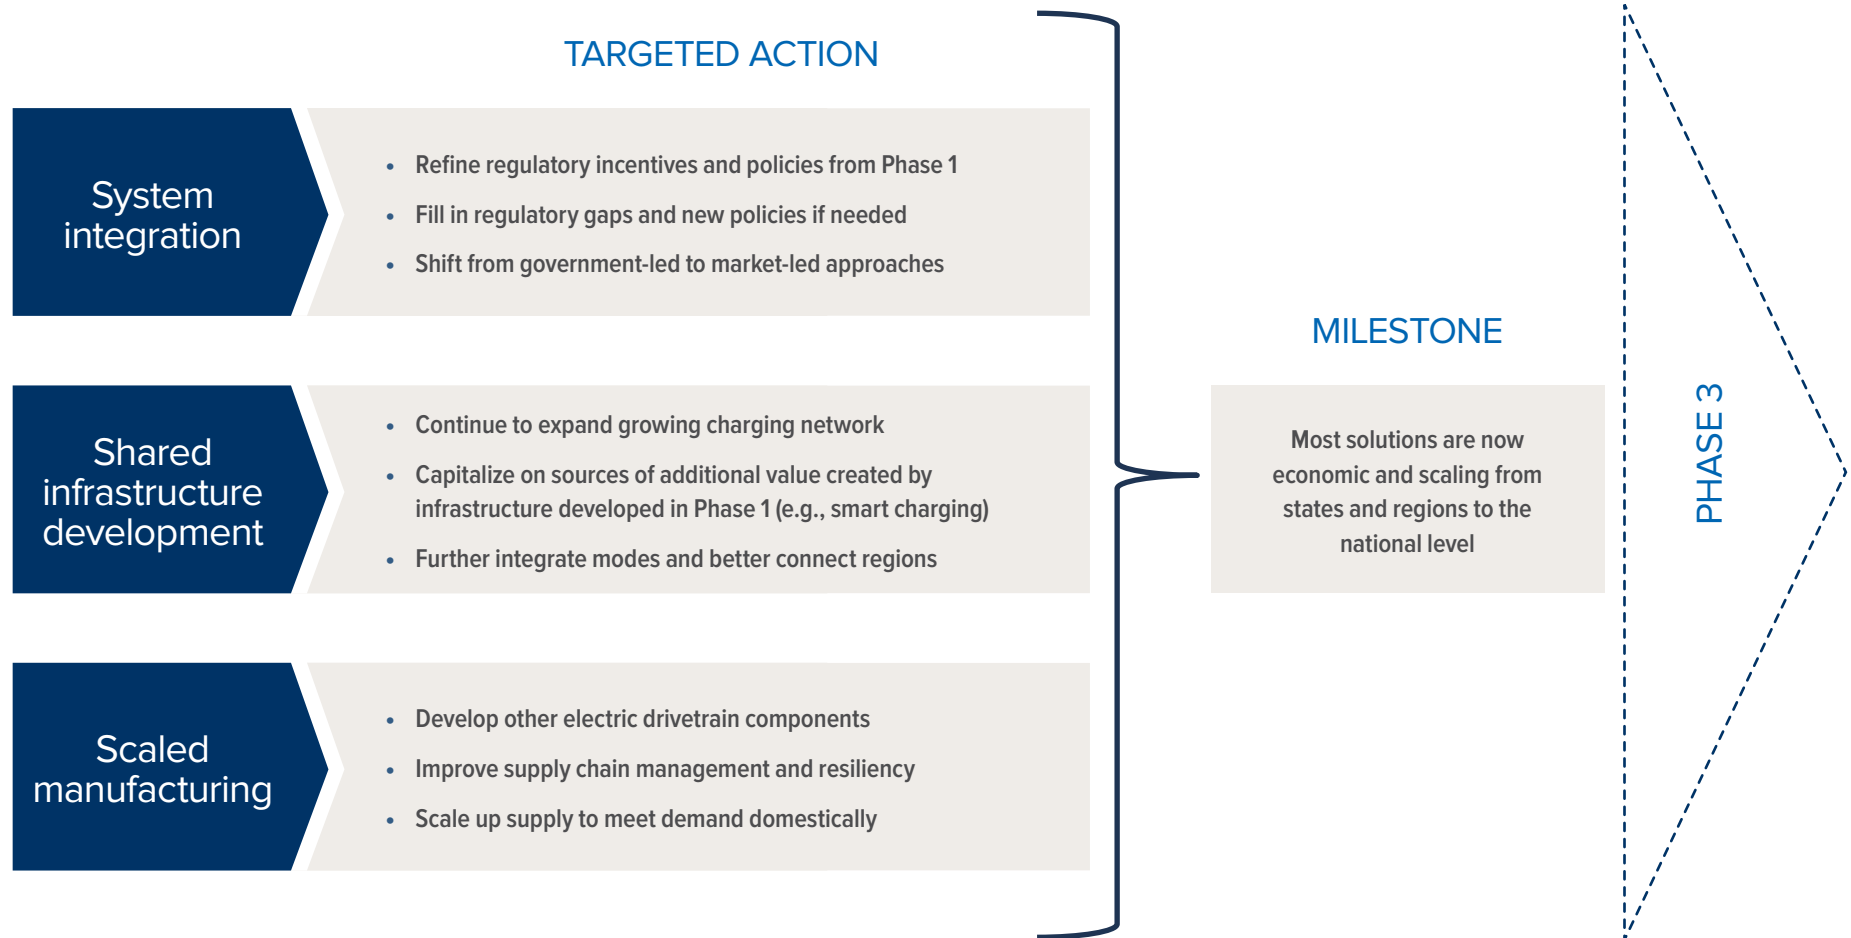 TARGETED ACTION
System
integration
• Refine regulatory incentives and policies from Phase 1
• Fill in regulatory gaps and new policies if needed
• Shift from government-led to market-led approaches
Shared
infrastructure
development
• Continue to expand growing charging network
• Capitalize on sources of additional value created by
infrastructure developed in Phase 1 (e.g., smart charging)
• Further integrate modes and better connect regions
Scaled
manufacturing
• Develop other electric drivetrain components
• Improve supply chain management and resiliency
• Scale up supply to meet demand domestically
MILESTONE
Most solutions are now
economic and scaling from
states and regions to the
national level
PHASE 3